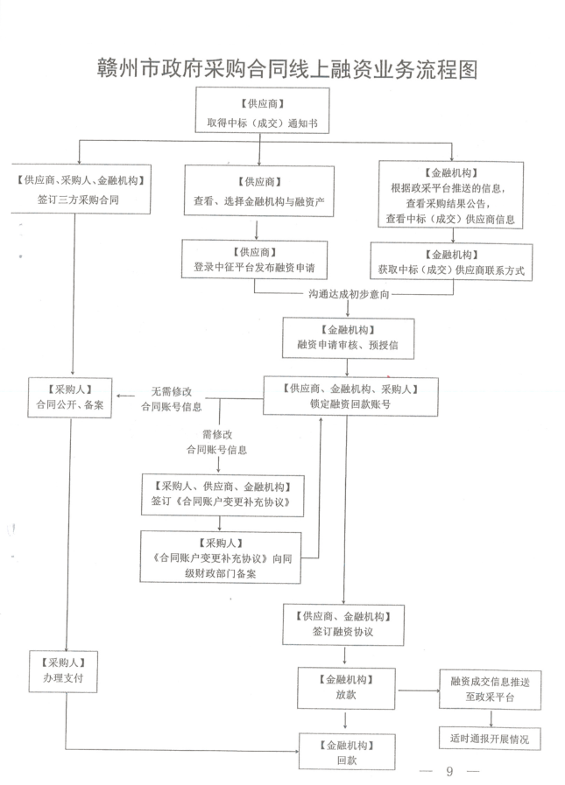 赣州市政府采购合同线上融资业务流程图
【供应商】
取得中标（成交）通知书
【供应商、采购人、金融机构】
签订三方采购合同
【供应商】
查看、选择金融机构与融资产
【金融机构】
根据政采平台推送的信息，
查看采购结果公告，
查看中标（成交）供应商信息
【供应商】
登录中征平台发布融资申请
【金融机构】
获取中标（成交）供应商联系方式
沟通达成初步意向
【金融机构】
融资申请审核、预授信
【采购人】
合同公开、备案
无需修改
合同账号信息
【供应商、金融机构、采购人】
锁定融资回款账号
需修改
合同账号信息
【采购人、供应商、金融机构】
签订《合同账户变更补充协议》
【采购人】
《合同账户变更补充协议》向同
级财政部门备案
【供应商、金融机构】
签订融资协议
【采购人】
办理支付
【金融机构】
放款
融资成交信息推送
至政采平台
【金融机构】
回款
适时通报开展情况
— 9 —